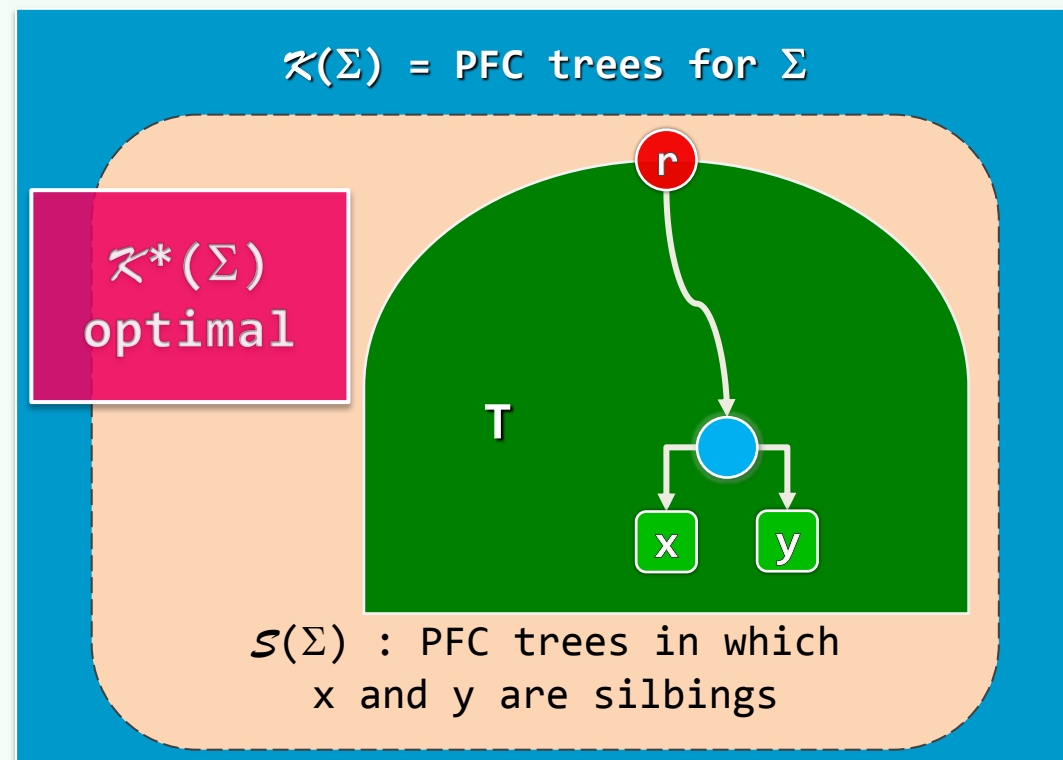 𝒦(Σ) = PFC trees for Σ
r
𝒦*(Σ)
optimal
T
x y
𝒮(Σ) : PFC trees in which
x and y are silbings